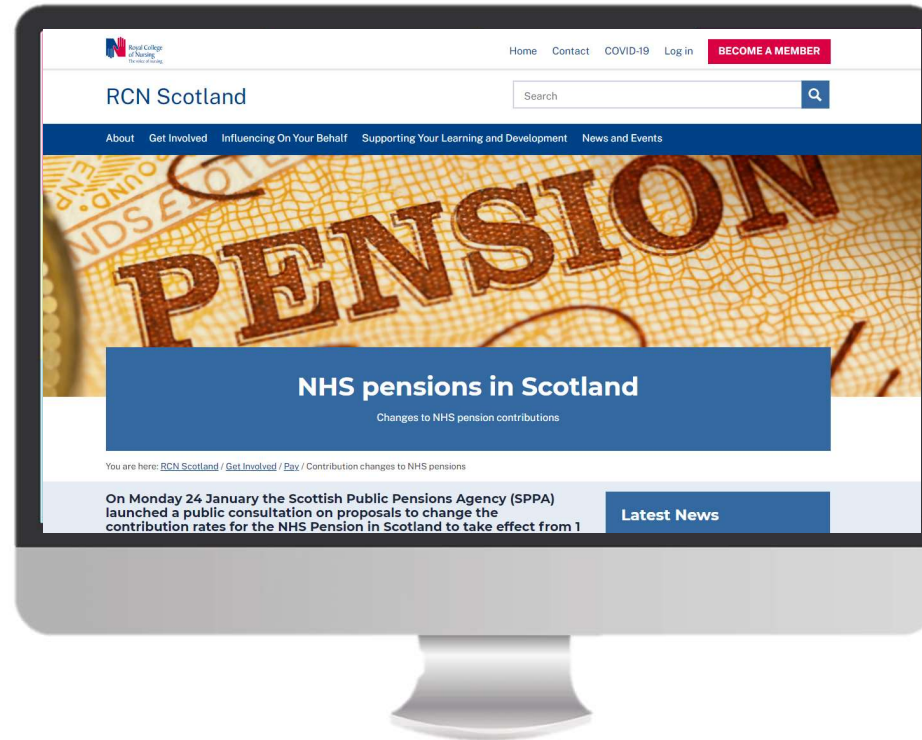 Royal College
of Nursing
Home Contact COVID-19 Log in BECOME A MEMBER
RCN Scotland
Search
About Get Involved Influencing On Your Behalf Supporting Your Learning and Development News and Events
PENSION
NHS pensions in Scotland
Changes to NHS pension contributions
You are here: RCN Scotland / Get Involved / Pay / Contribution changes to NHS pensions
On Monday 24 January the Scottish Public Pensions Agency (SPPA)
launched a public consultation on proposals to change the
contribution rates for the NHS Pension in Scotland to take effect from 1
Latest News